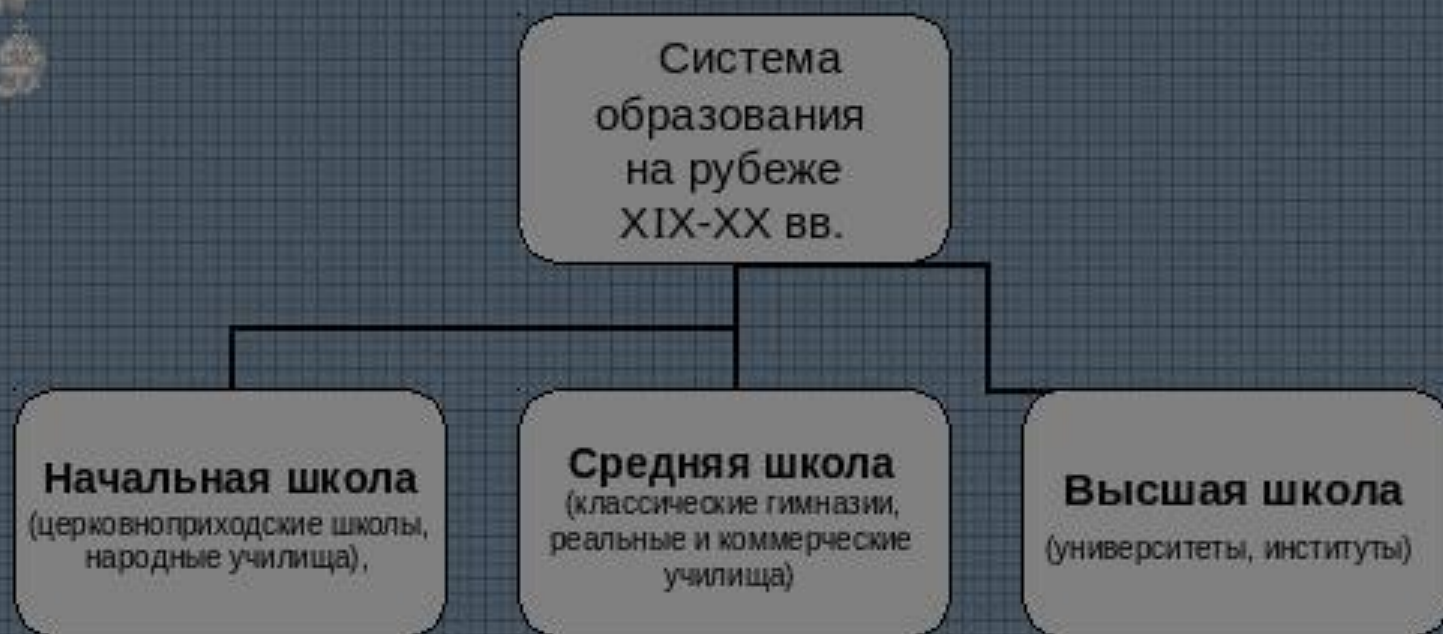 Система
образования
на рубеже
XIX-XX вв.
Начальная школа
(церковноприходские школы,
народные училища),
Средняя школа
(классические гимназии,
реальные и коммерческие
училища)
Высшая школа
(университеты, институты)